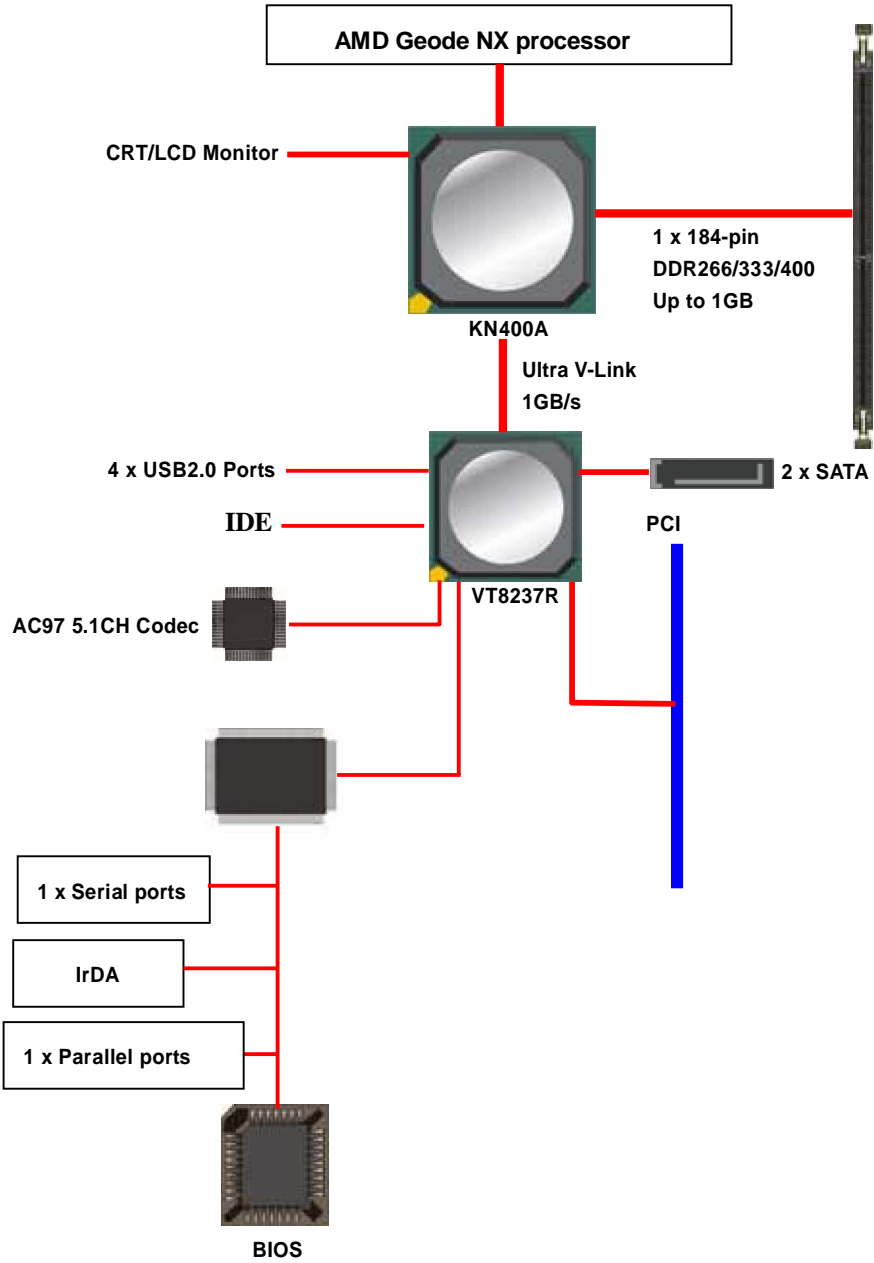 AMD Geode NX processor
CRT/LCD Monitor
1 x 184-pin
DDR266/333/400
Up to 1GB
KN400A
Ultra V-Link
1GB/s
4 x USB2.0 Ports
2 x SATA
IDE
PCI
VT8237R
AC97 5.1CH Codec
1 x Serial ports
IrDA
1 x Parallel ports
BIOS